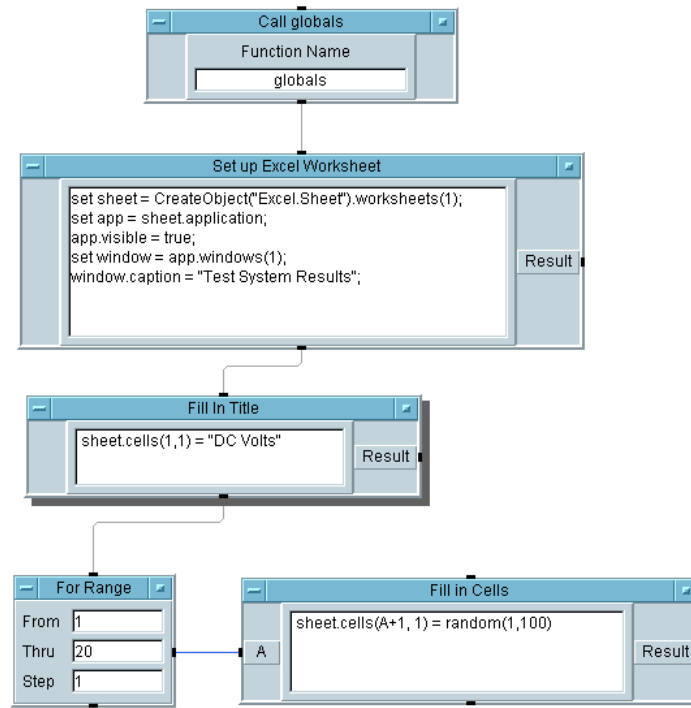 Call globals
Function Name
globals
Set up Excel Worksheet
set sheet = CreateObject("Excel.Sheet").worksheets(1);
set app = sheet.application;
app.visible = true;
set window = app.windows(1);
window.caption = "Test System Results";
Result
Fill In Title
sheet.cells(1,1) = "DC Volts"
Result
For Range
From 1
Thru 20
Step 1
Fill in Cells
A
sheet.cells(A+1, 1) = random(1,100)
Result